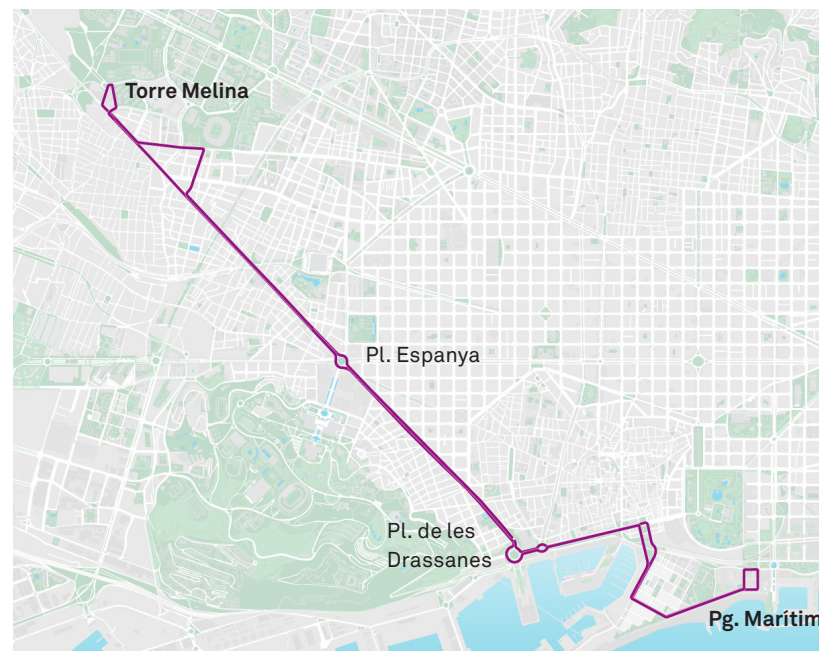 Torre Melina
Pl. Espanya
Pl. de les
Drassanes
Pg. Marítim